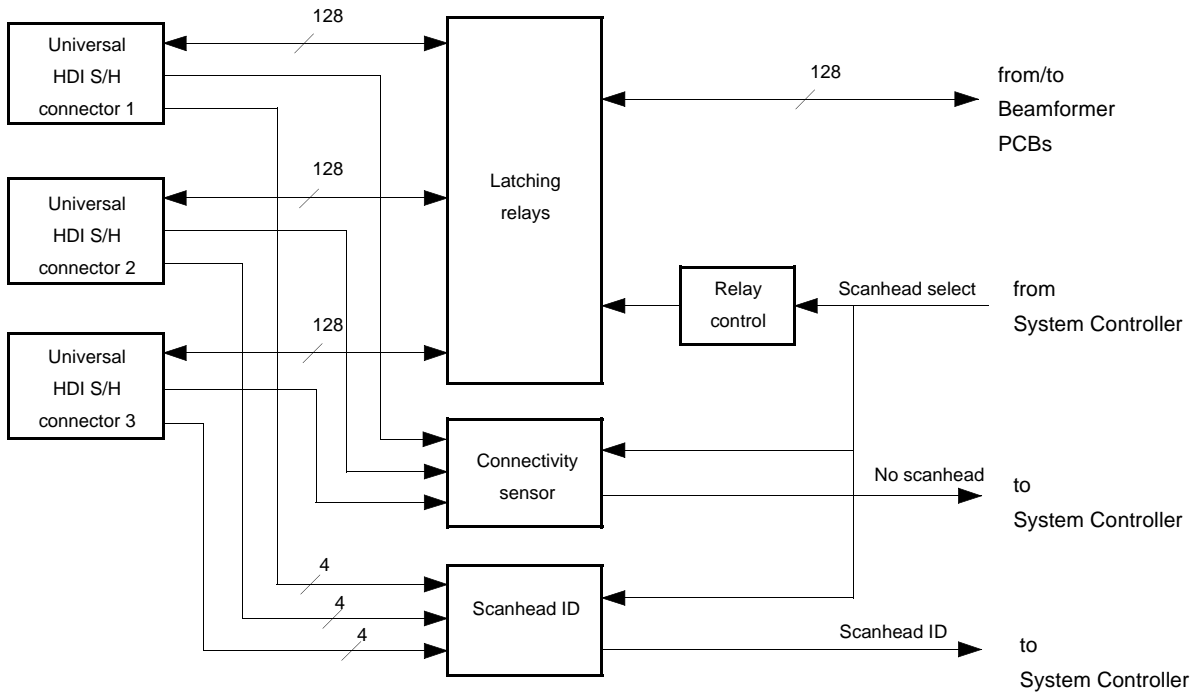 128
Universal
HDI S/H
connector 1
128
from/to
Beamformer
PCBs
128
Universal
HDI S/H
connector 2
Latching
relays
Relay
control
Scanhead select
from
System Controller
128
Universal
HDI S/H
connector 3
Connectivity
sensor
No scanhead
to
System Controller
4
4
4
Scanhead ID
Scanhead ID
to
System Controller